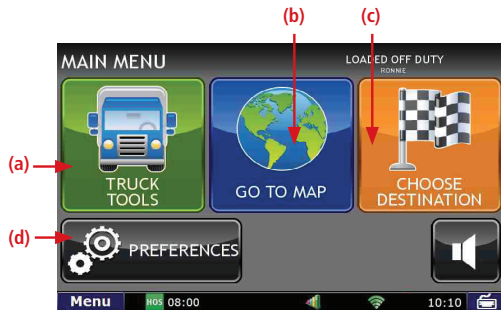 (b) (c)
MAIN MENU
LOADED OFF DUTY
RONNIE
(a)
TRUCK
TOOLS
GO TO MAP
CHOOSE
DESTINATION
(d)
PREFERENCES
Menu HOS 08:00 10:10